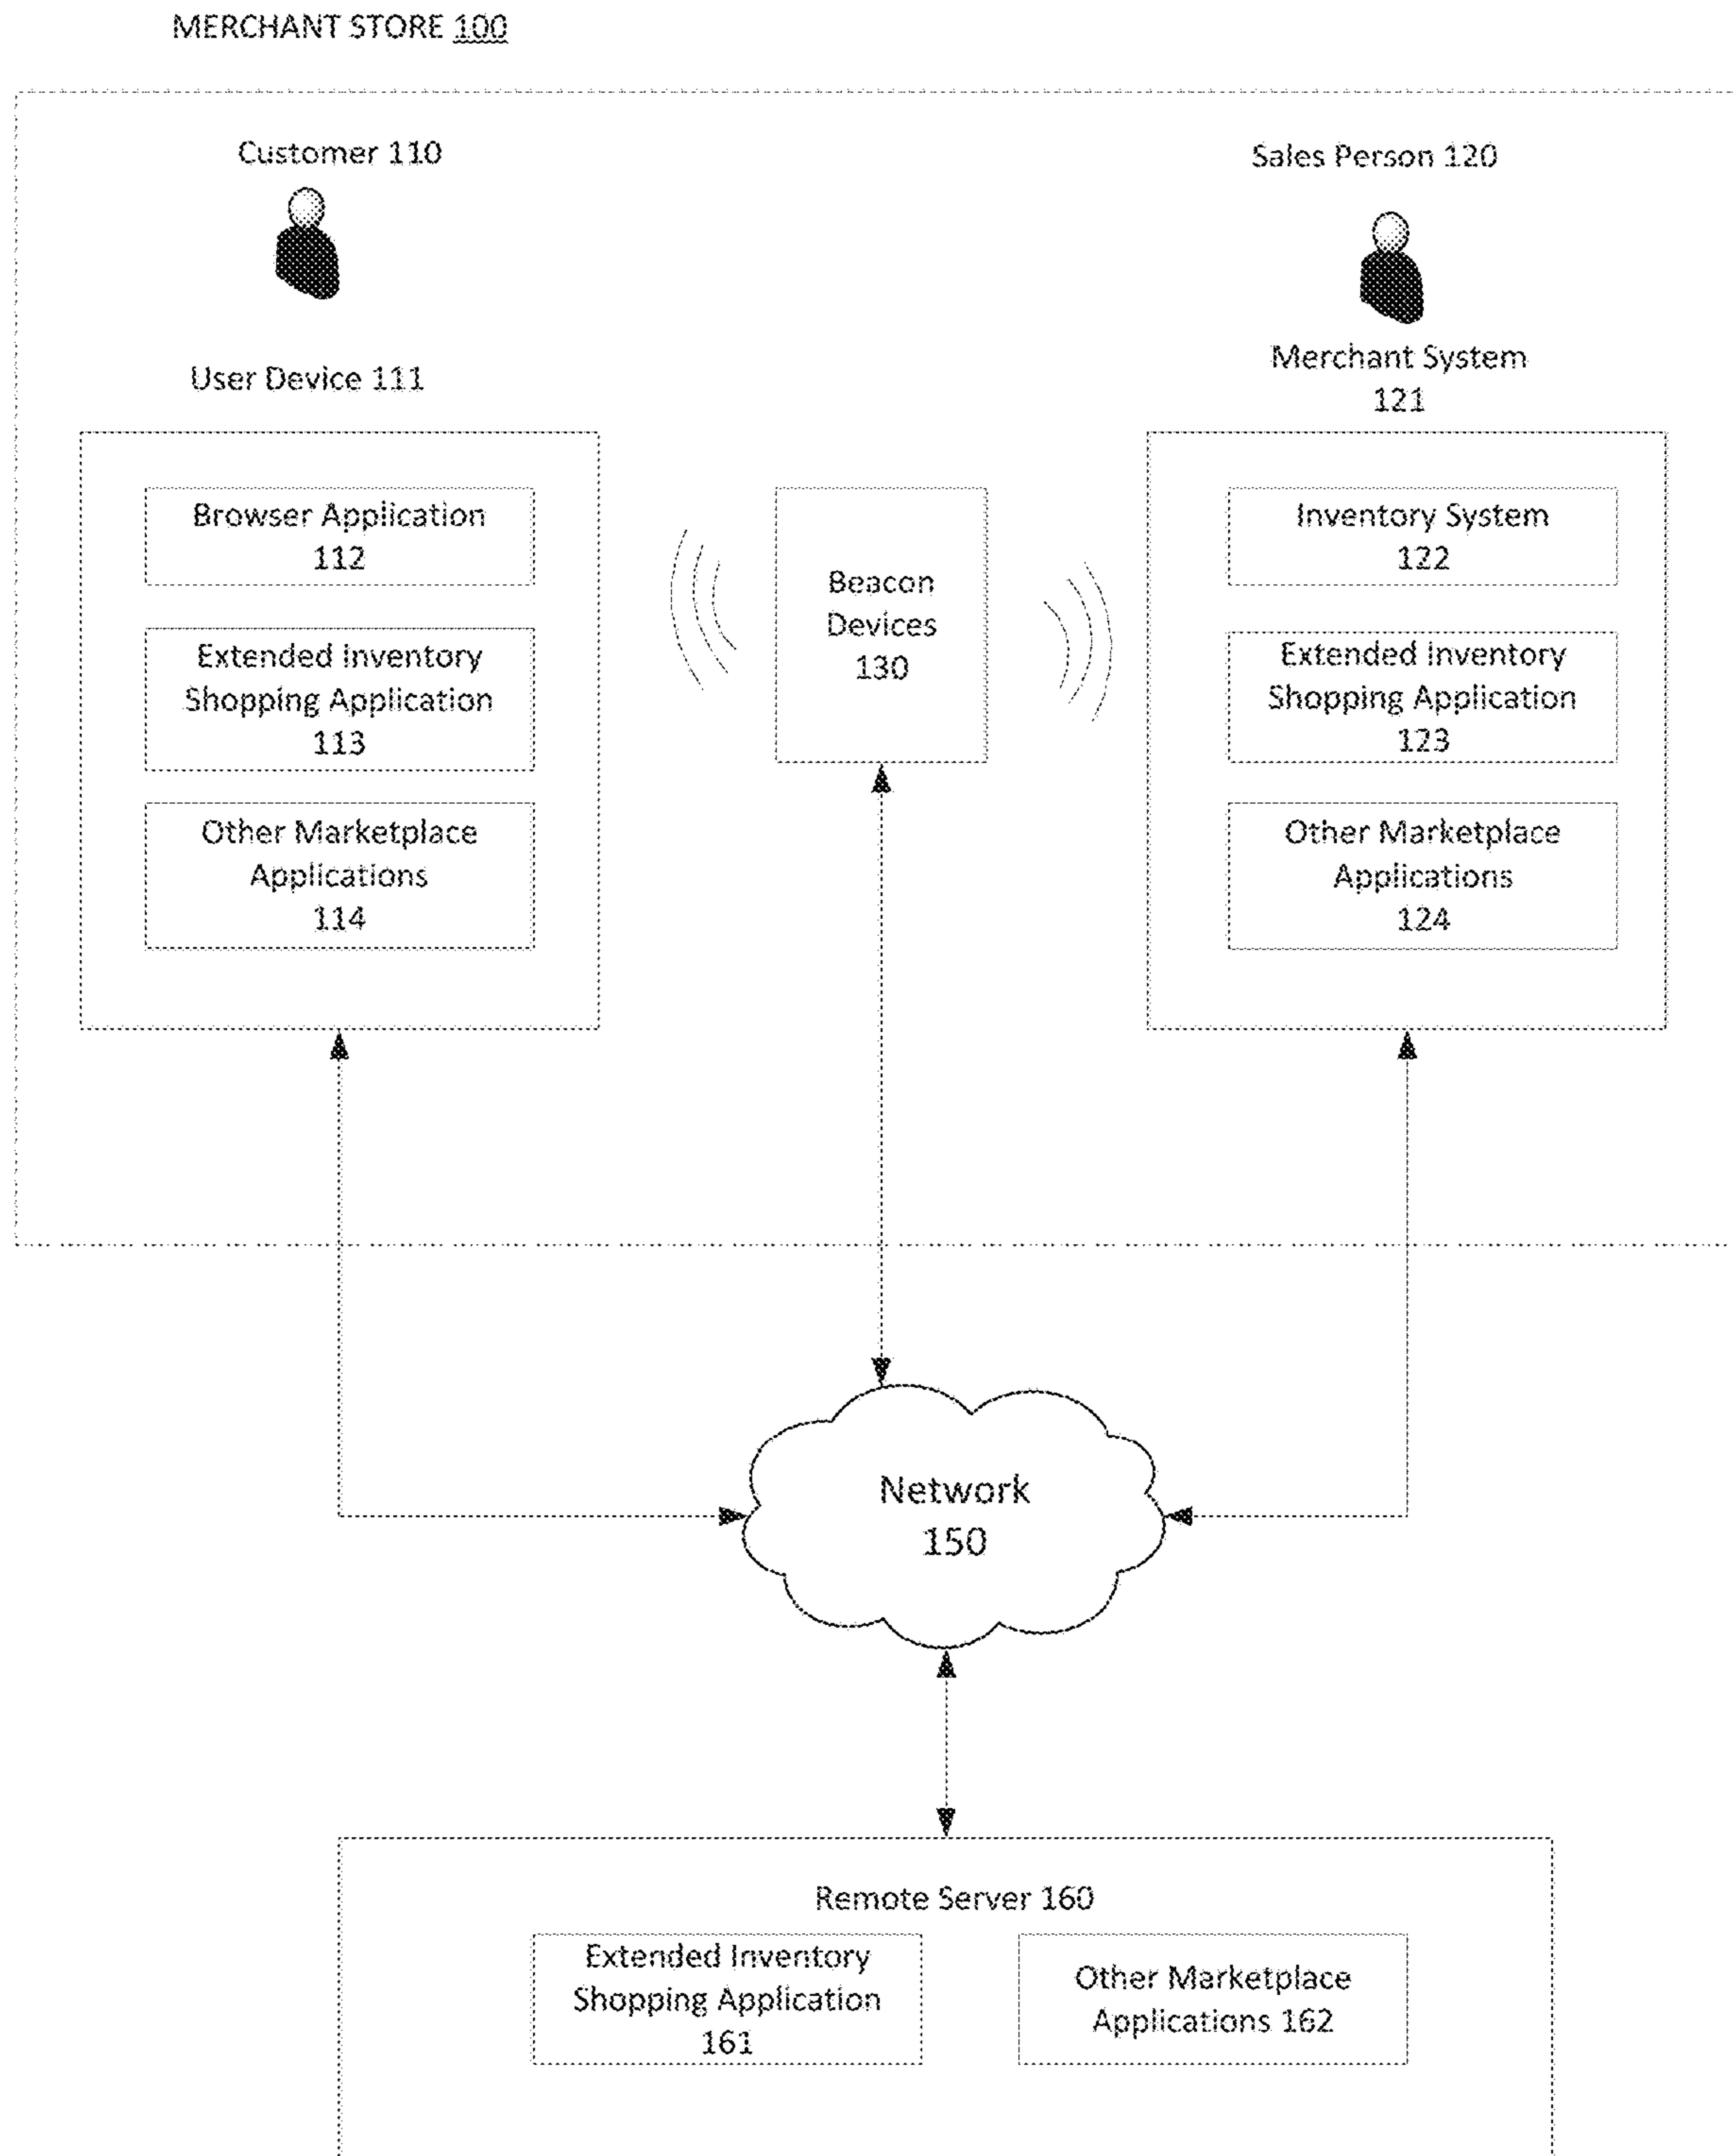 MERCHANT STORE 100
Customer 110
Sales Person 120
User Device 111
Merchant System
121
Browser Application
112
Extended Inventory
Shopping Application
113
Other Marketplace
Applications
114
Beacon
Devices
130
Inventory System
122
Extended Inventory
Shopping Application
123
Other Marketplace
Applications
124
Network
150
Remote Server 160
Extended Inventory
Shopping Application
161
Other Marketplace
Applications 162